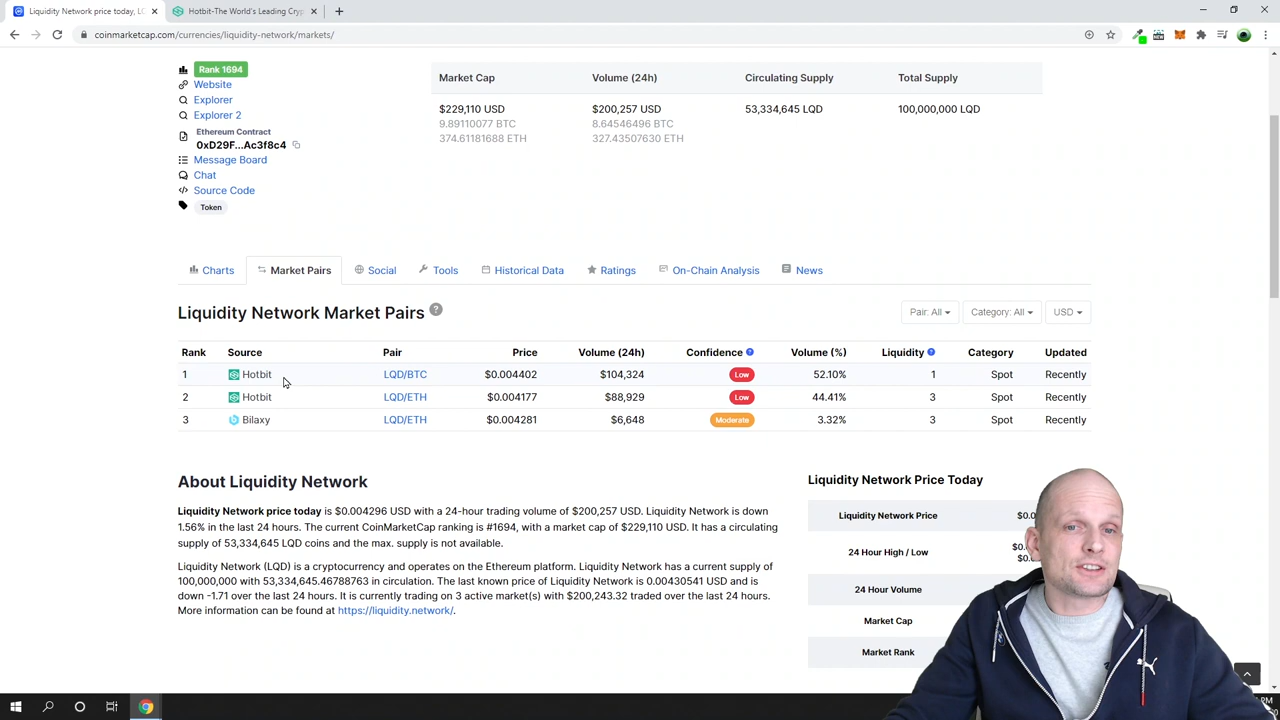 Liquidity Network price today, LQ
Hotbit-The World's Leading Cryp
coinmarketcap.com/currencies/liquidity-network/markets/
Rank 1694
Website
Explorer
Explorer 2
Ethereum Contract
0xD29F...Ac3f8c4
Message Board
Chat
Source Code
Token
Market Cap Volume (24h) Circulating Supply Total Supply
$229,110 USD $200,257 USD 53,334,645 LQD 100,000,000 LQD
9.89110077 BTC 8.64546496 BTC
374.61181688 ETH 327.43507630 ETH
Charts Market Pairs Social Tools Historical Data Ratings On-Chain Analysis News
Liquidity Network Market Pairs ?
Pair: All Category: All USD
Rank Source Pair Price Volume (24h) Confidence ? Volume (%) Liquidity ? Category Updated
1 Hotbit LQD/BTC $0.004402 $104,324 Low 52.10% 1 Spot Recently
2 Hotbit LQD/ETH $0.004177 $88,929 Low 44.41% 3 Spot Recently
3 Bilaxy LQD/ETH $0.004281 $6,648 Moderate 3.32% 3 Spot Recently
About Liquidity Network
Liquidity Network price today is $0.004296 USD with a 24-hour trading volume of $200,257 USD. Liquidity Network is down
1.56% in the last 24 hours. The current CoinMarketCap ranking is #1694, with a market cap of $229,110 USD. It has a circulating
supply of 53,334,645 LQD coins and the max. supply is not available.
Liquidity Network (LQD) is a cryptocurrency and operates on the Ethereum platform. Liquidity Network has a current supply of
100,000,000 with 53,334,645.46788763 in circulation. The last known price of Liquidity Network is 0.00430541 USD and is
down -1.71 over the last 24 hours. It is currently trading on 3 active market(s) with $200,243.32 traded over the last 24 hours.
More information can be found at https://liquidity.network/.
Liquidity Network Price Today
Liquidity Network Price $0.0
24 Hour High / Low $0.
$0
24 Hour Volume
Market Cap
Market Rank
PM